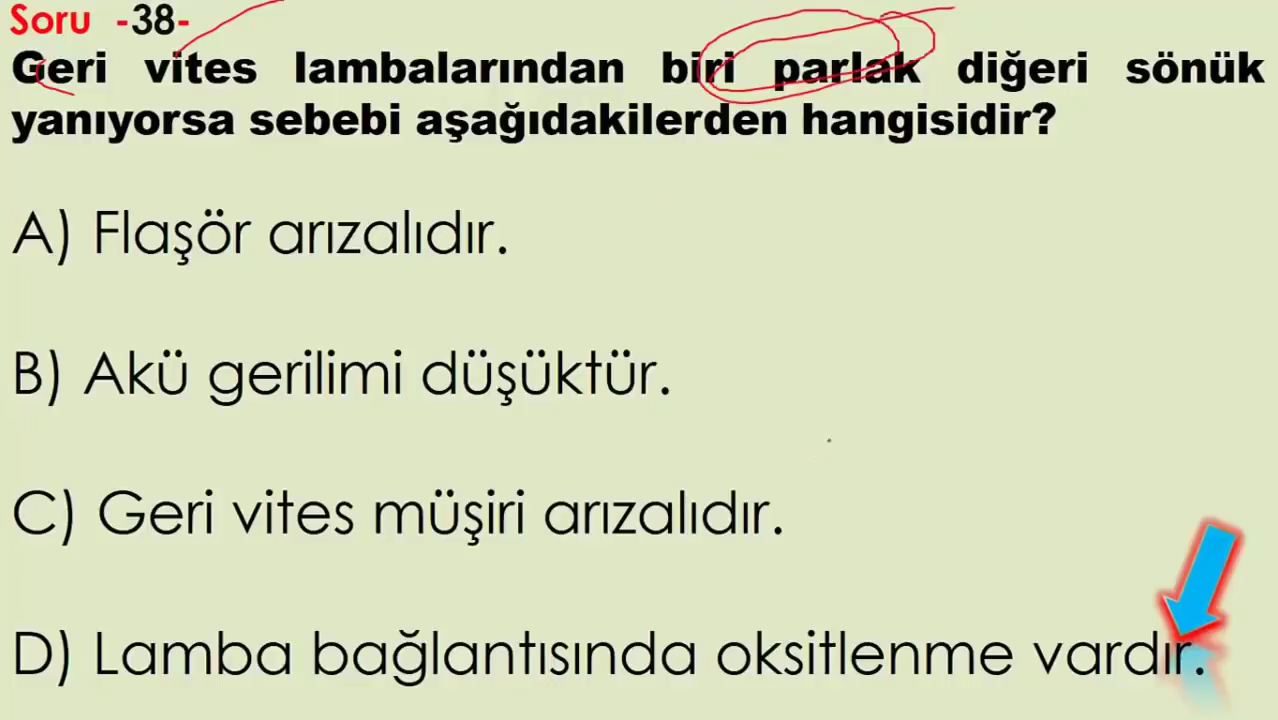 Soru -38-
Geri vites lambalarından biri parlak diğeri sönük
yanıyorsa sebebi aşağıdakilerden hangisidir?
A) Flaşör arızalıdır.
B) Akü gerilimi düşüktür.
C) Geri vites müşiri arızalıdır.
D) Lamba bağlantısında oksitlenme vardır.